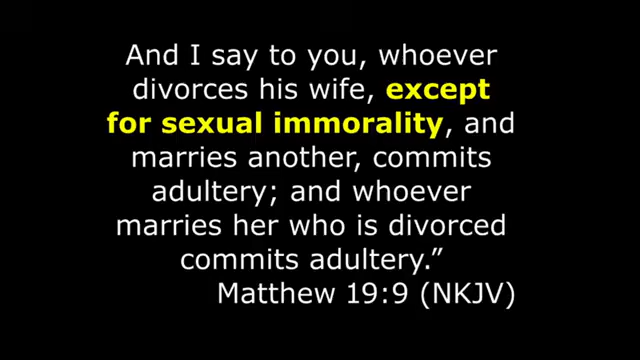 And I say to you, whoever
divorces his wife, except
for sexual immorality, and
marries another, commits
adultery; and whoever
marries her who is divorced
commits adultery.”
Matthew 19:9 (NKJV)